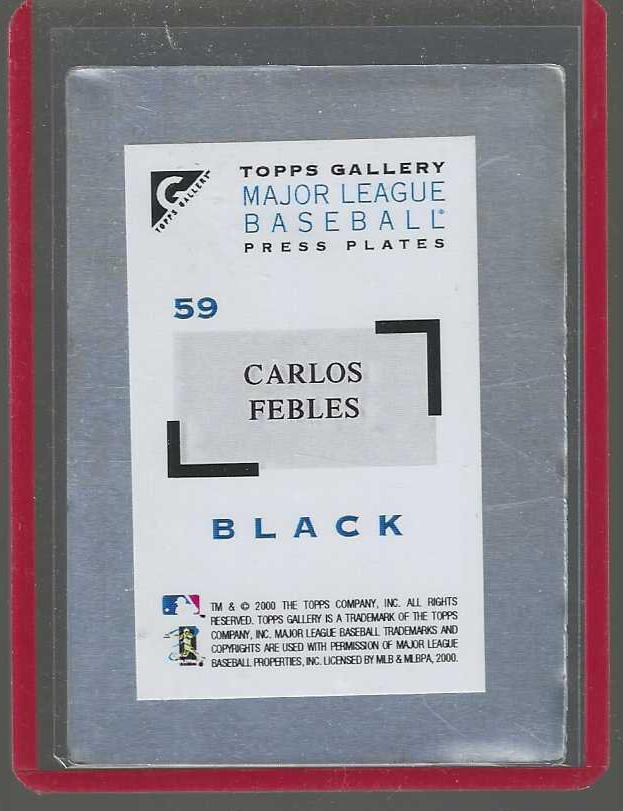 TOPPS GALLERY
MAJOR LEAGUE
BASEBALL®
PRESS PLATES
G
TOPPS GALLERY
59
CARLOS
FEBLES
BLACK
TM & © 2000 THE TOPPS COMPANY, INC. ALL RIGHTS
RESERVED. TOPPS GALLERY IS A TRADEMARK OF THE TOPPS
COMPANY, INC. MAJOR LEAGUE BASEBALL TRADEMARKS AND
COPYRIGHTS ARE USED WITH PERMISSION OF MAJOR LEAGUE
BASEBALL PROPERTIES, INC. LICENSED BY MLB & MLBPA, 2000.